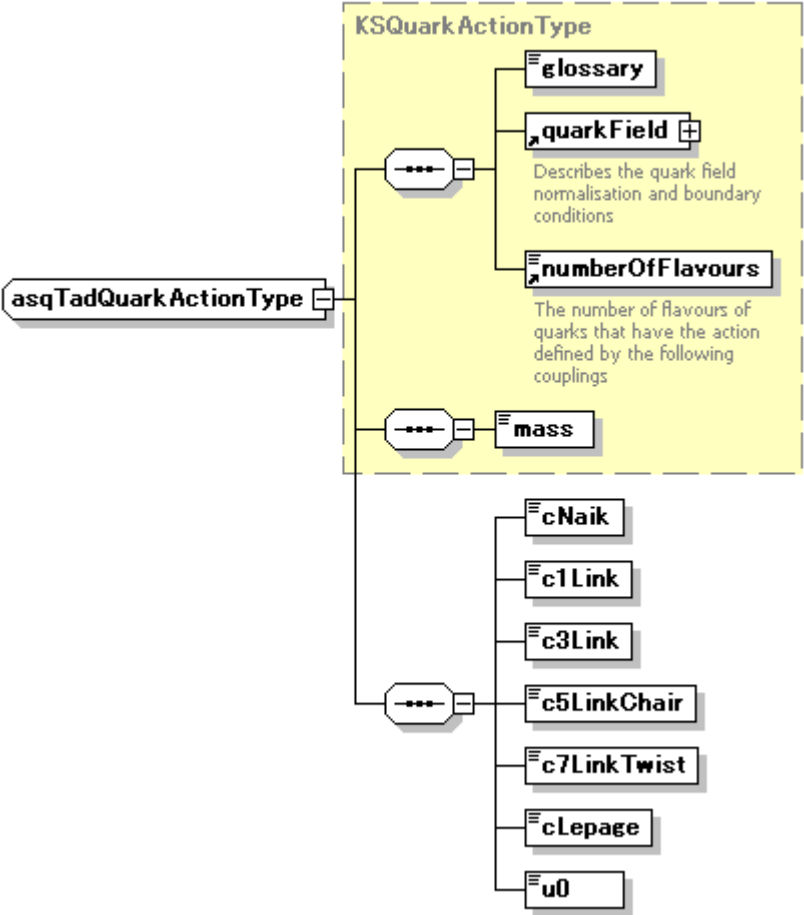 KSQuarkActionType
glossary
quarkField
Describes the quark field
normalisation and boundary
conditions
numberOfFlavours
The number of flavours of
quarks that have the action
defined by the following
couplings
asqTadQuarkActionType
mass
cNaik
c1Link
c3Link
c5LinkChair
c7LinkTwist
cLepage
u0